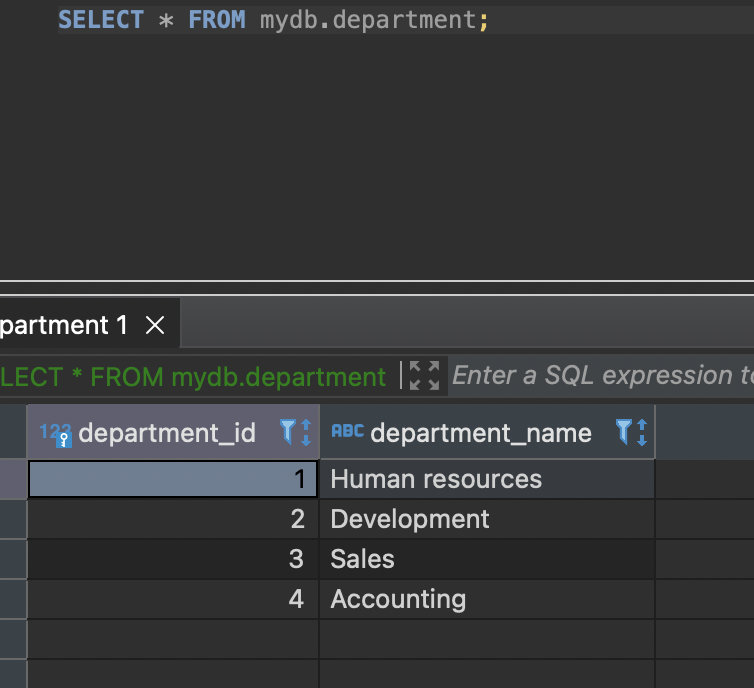 SELECT * FROM mydb.department;
partment 1
LECT * FROM mydb.department
Enter a SQL expression to
123 department_id ABC department_name
1 Human resources
2 Development
3 Sales
4 Accounting